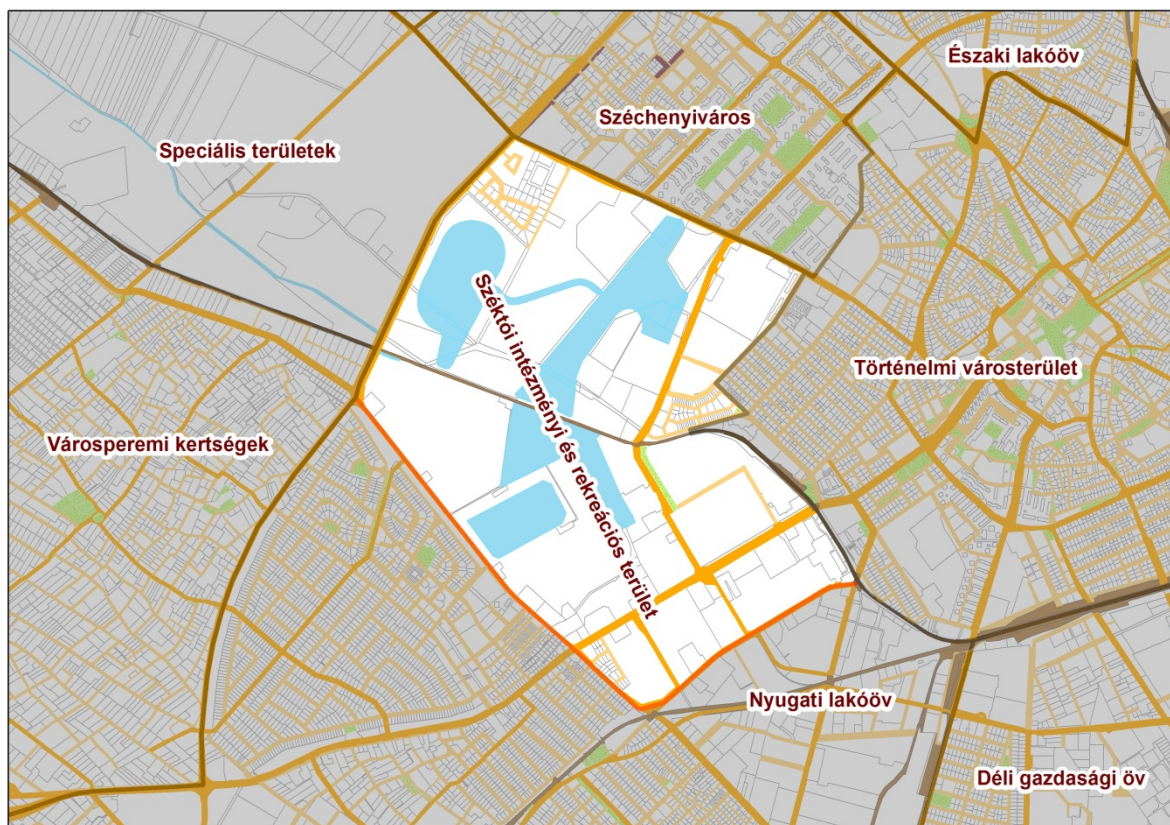 Északi lakóöv
Széchenyiváros
Speciális területek
Széktói intézményi és rekreációs terület
Történelmi városterület
Városperemi kertségek
Nyugati lakóöv
Déli gazdasági öv